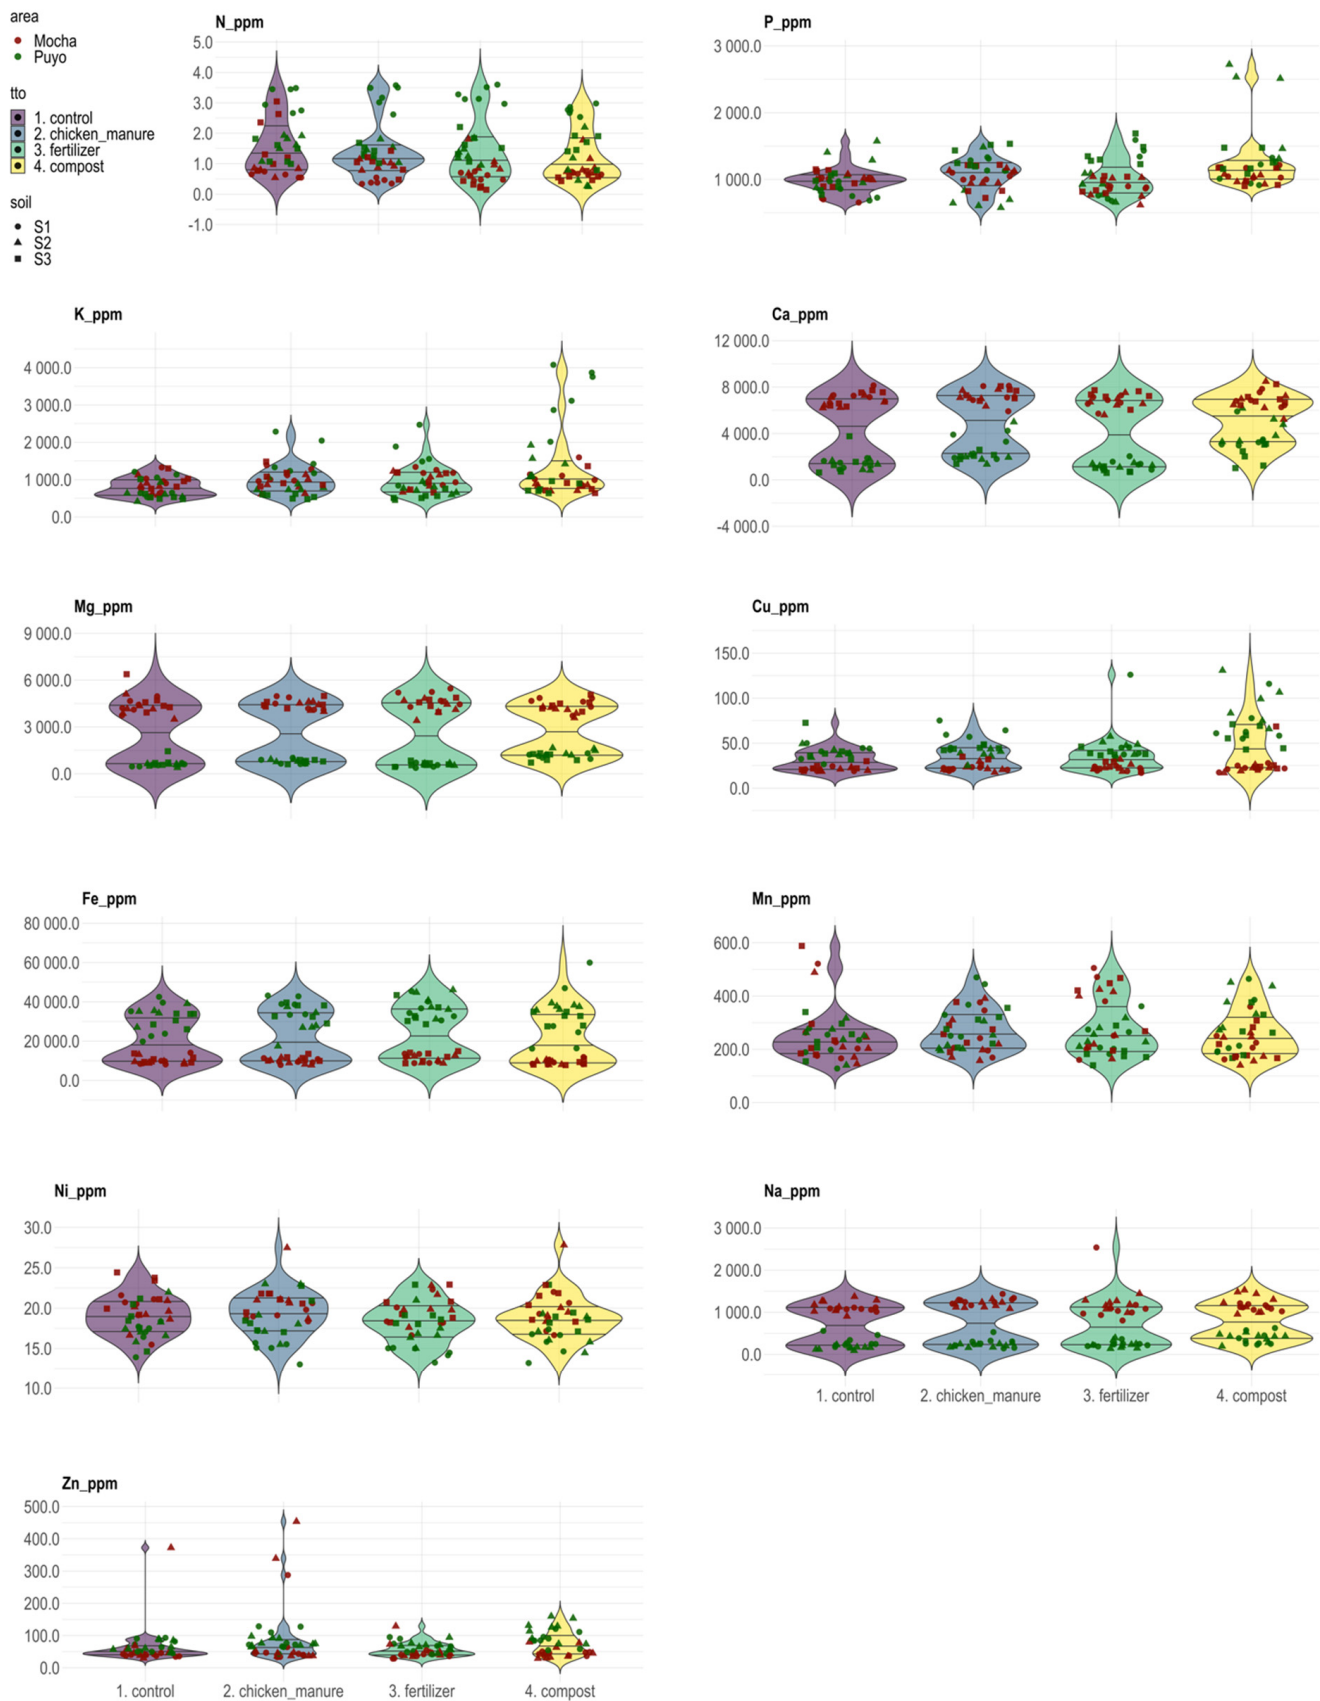 area
Mocha
Puyo
tto
1. control
2. chicken_manure
3. fertilizer
4. compost
soil
S1
S2
S3
N_ppm
5.0
4.0
3.0
2.0
1.0
0.0
-1.0
P_ppm
3 000.0
2 000.0
1 000.0
K_ppm
4 000.0
3 000.0
2 000.0
1 000.0
0.0
Ca_ppm
12 000.0
8 000.0
4 000.0
0.0
-4 000.0
Mg_ppm
9 000.0
6 000.0
3 000.0
0.0
Cu_ppm
150.0
100.0
50.0
0.0
Fe_ppm
80 000.0
60 000.0
40 000.0
20 000.0
0.0
Mn_ppm
600.0
400.0
200.0
0.0
Ni_ppm
30.0
25.0
20.0
15.0
10.0
Na_ppm
3 000.0
2 000.0
1 000.0
0.0
1. control 2. chicken_manure 3. fertilizer 4. compost
Zn_ppm
500.0
400.0
300.0
200.0
100.0
0.0
1. control 2. chicken_manure 3. fertilizer 4. compost